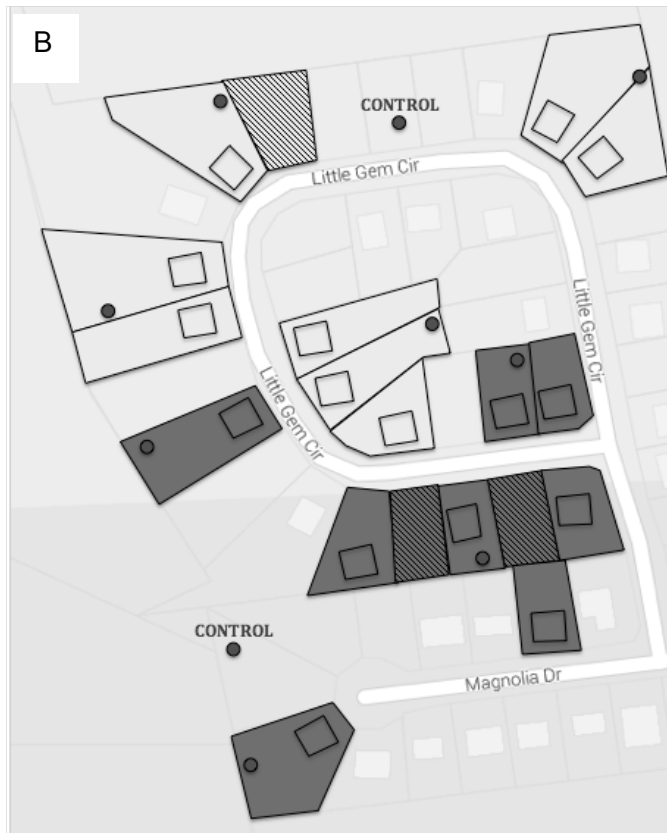 B
CONTROL
Little Gem Cir
Little Gem Cir
Little Gem Cir
CONTROL
Magnolia Dr